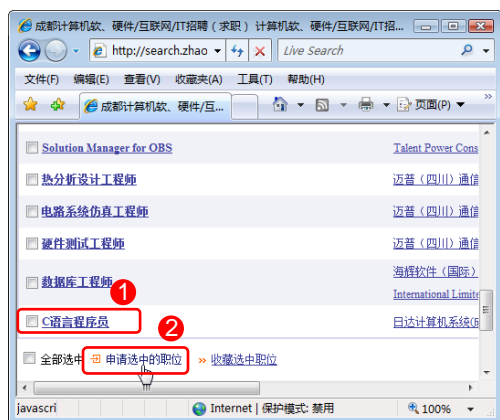 成都计算机软、硬件/互联网/IT招聘（求职）计算机软、硬件/互联网/IT招...
http://search.zhao
Live Search
文件(F) 编辑(E) 查看(V) 收藏夹(A) 工具(T) 帮助(H)
成都计算机软、硬件/互... 页面(P) »
Solution Manager for OBS Talent Power Cons
热分析设计工程师 迈普（四川）通信
电路系统仿真工程师 迈普（四川）通信
硬件测试工程师 迈普（四川）通信
海辉软件（国际）
数据库工程师
International Limite
1
C语言程序员 日达计算机系统(
2
全部选中 申请选中的职位 » 收藏选中职位
javascri Internet | 保护模式: 禁用 100%